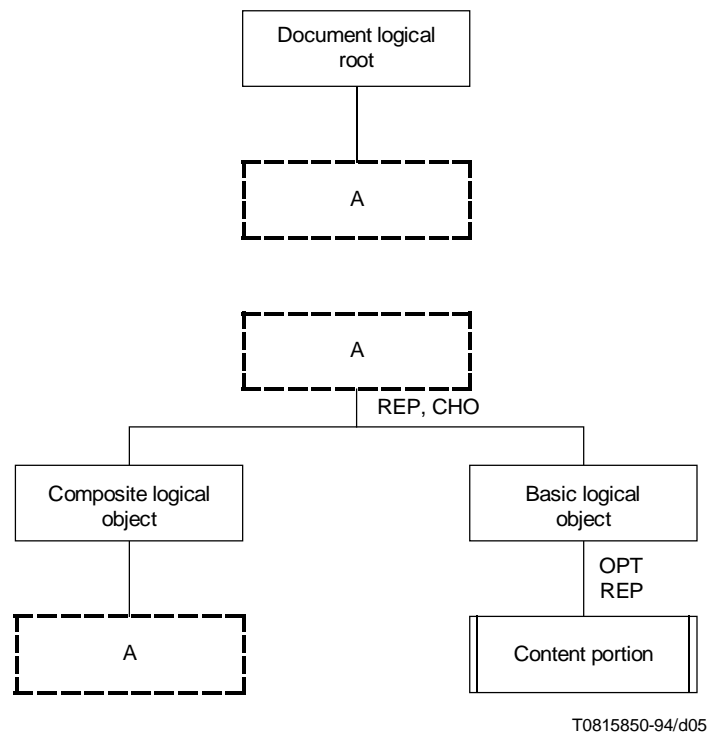 Document logical
root
A
A
REP, CHO
Composite logical
object
Basic logical
object
OPT
REP
A
Content portion
T0815850-94/d05